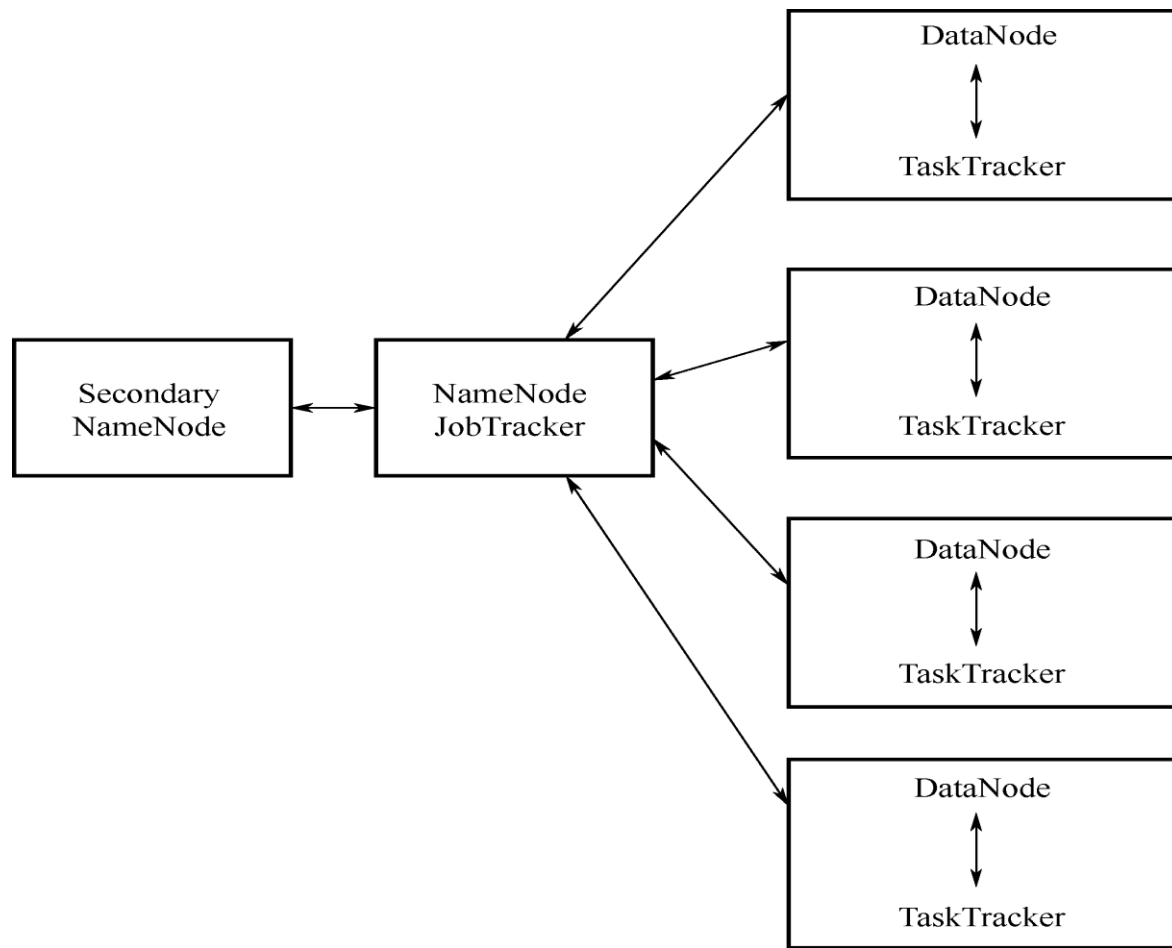 Secondary
NameNode
NameNode
JobTracker
DataNode
TaskTracker
DataNode
TaskTracker
DataNode
TaskTracker
DataNode
TaskTracker